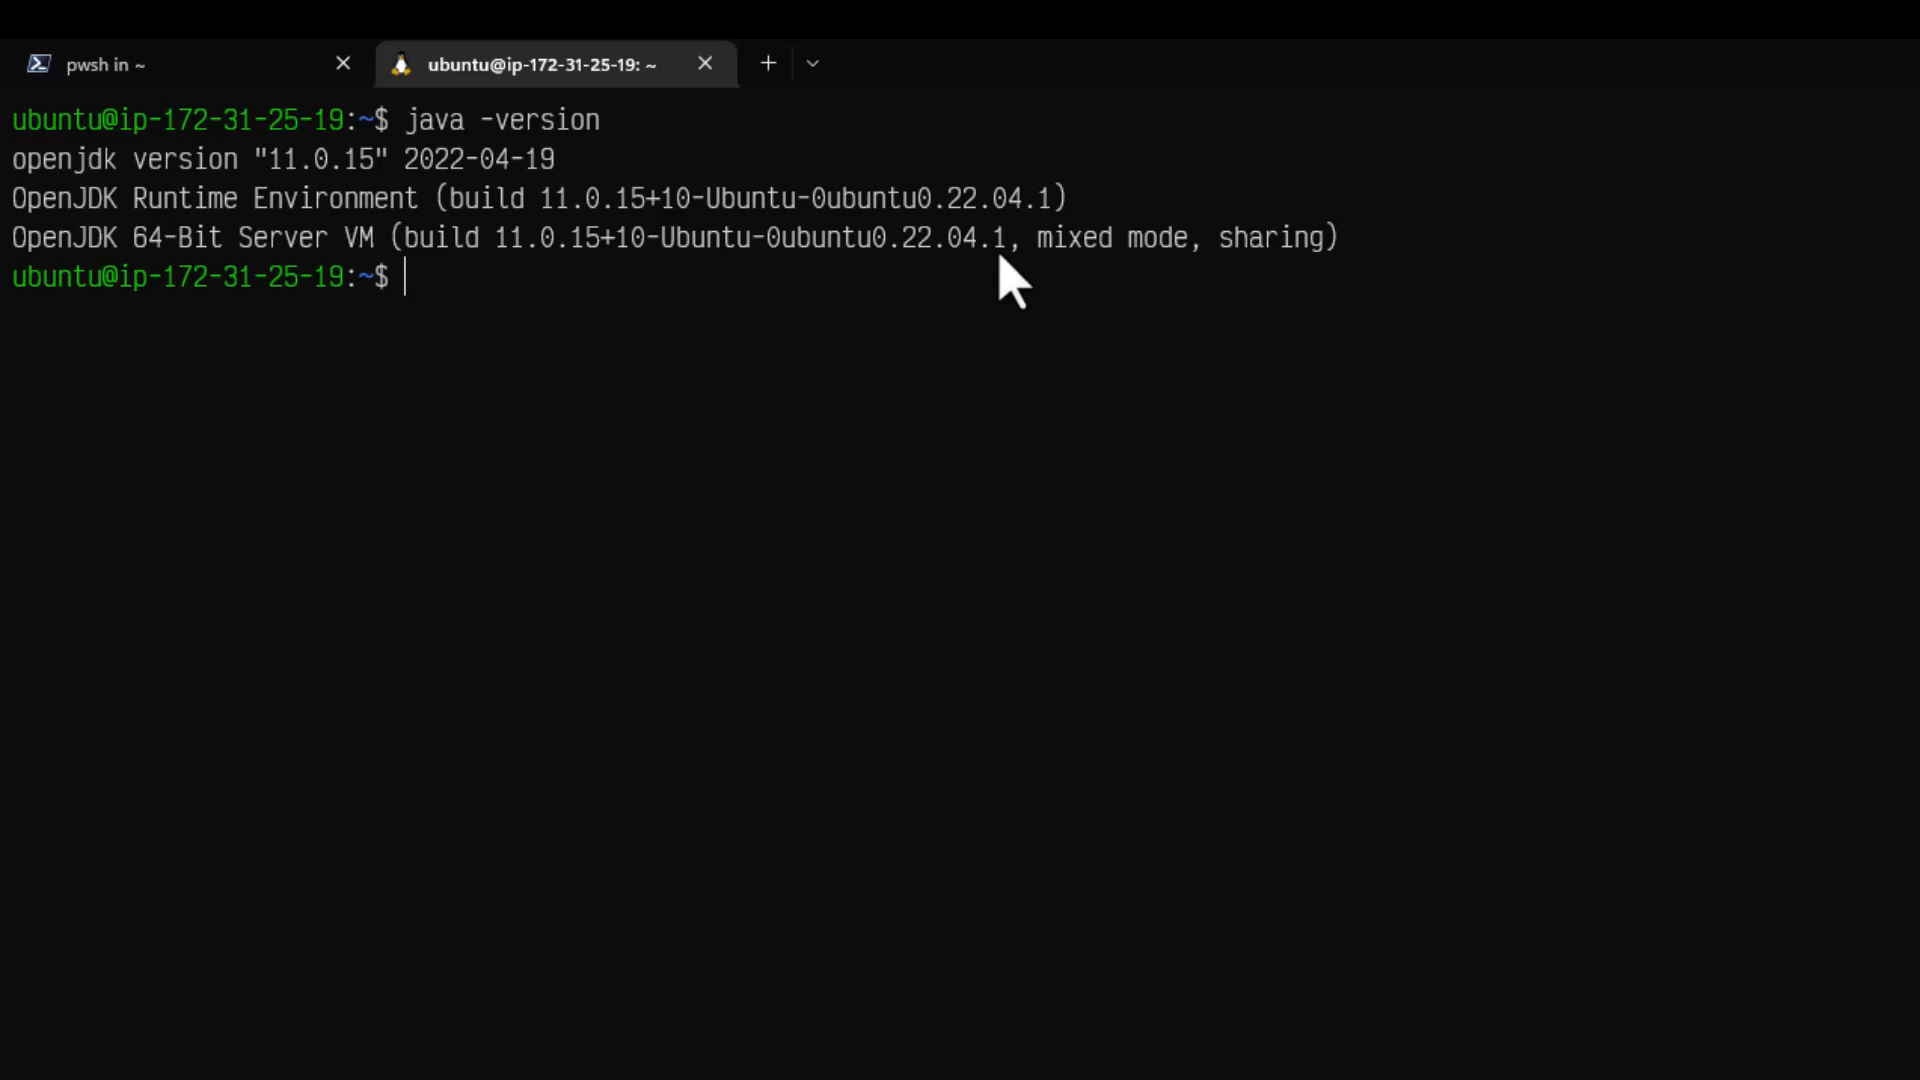 pwsh in ~
ubuntu@ip-172-31-25-19: ~
ubuntu@ip-172-31-25-19:~$ java -version
openjdk version "11.0.15" 2022-04-19
OpenJDK Runtime Environment (build 11.0.15+10-Ubuntu-0ubuntu0.22.04.1)
OpenJDK 64-Bit Server VM (build 11.0.15+10-Ubuntu-0ubuntu0.22.04.1, mixed mode, sharing)
ubuntu@ip-172-31-25-19:~$